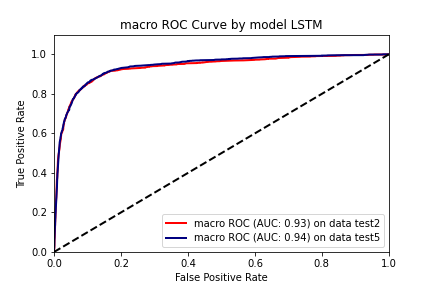 macro ROC Curve by model LSTM
True Positive Rate
1.0
0.8
0.6
0.4
0.2
0.0
macro ROC (AUC: 0.93) on data test2
macro ROC (AUC: 0.94) on data test5
0.0 0.2 0.4 0.6 0.8 1.0
False Positive Rate